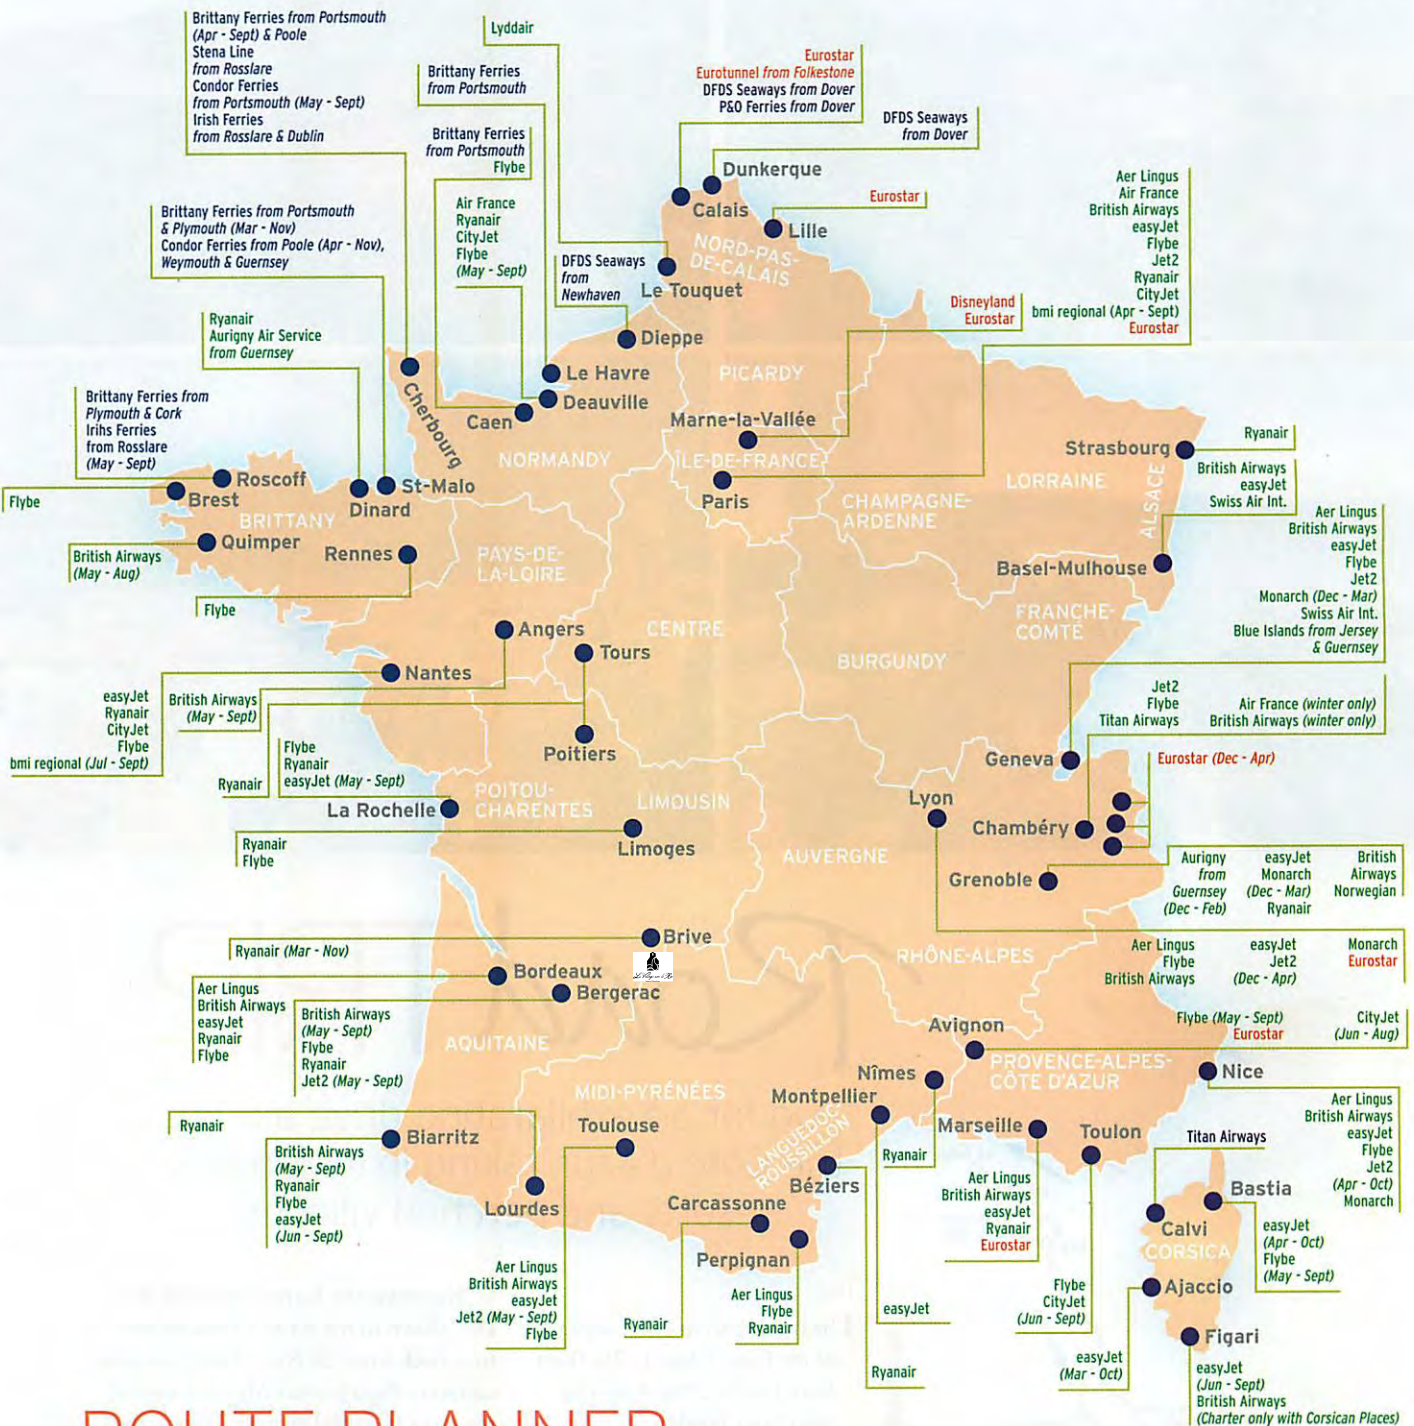 Brittany Ferries from Portsmouth
(Apr - Sept) & Poole
Stena Line
from Rosslare
Condor Ferries
from Portsmouth (May - Sept)
Irish Ferries
from Rosslare & Dublin
Lyddair
Brittany Ferries
from Portsmouth
Eurostar
Eurotunnel from Folkestone
DFDS Seaways from Dover
P&O Ferries from Dover
DFDS Seaways
from Dover
Brittany Ferries
from Portsmouth
Flybe
Air France
Ryanair
CityJet
Flybe
(May - Sept)
Brittany Ferries from Portsmouth
& Plymouth (Mar - Nov)
Condor Ferries from Poole (Apr - Nov),
Weymouth & Guernsey
DFDS Seaways
from
Newhaven
Eurostar
Aer Lingus
Air France
British Airways
easyJet
Flybe
Jet2
Ryanair
CityJet
bmi regional (Apr - Sept)
Eurostar
Disneyland
Eurostar
Ryanair
Aurigny Air Service
from Guernsey
Brittany Ferries from
Plymouth & Cork
Irihs Ferries
from Rosslare
(May - Sept)
Dunkerque
Calais
Lille
NORD-PAS-
DE-CALAIS
Le Touquet
Dieppe
Le Havre
Deauville
Caen
Cherbourg
PICARDY
Marne-la-Vallée
ÎLE-DE-FRANCE
Paris
NORMANDY
Strasbourg
LORRAINE
ALSACE
CHAMPAGNE-
ARDENNE
Ryanair
British Airways
easyJet
Swiss Air Int.
Flybe
Roscoff
Brest
St-Malo
Dinard
BRITTANY
Quimper
Rennes
British Airways
(May - Aug)
Flybe
PAYS-DE-
LA-LOIRE
Basel-Mulhouse
FRANCHE-
COMTÉ
Aer Lingus
British Airways
easyJet
Flybe
Jet2
Monarch (Dec - Mar)
Swiss Air Int.
Blue Islands from Jersey
& Guernsey
Angers
Tours
CENTRE
BURGUNDY
Nantes
easyJet
Ryanair
CityJet
Flybe
bmi regional (Jul - Sept)
British Airways
(May - Sept)
Ryanair
Flybe
Ryanair
easyJet (May - Sept)
Poitiers
Jet2
Flybe
Titan Airways
Air France (winter only)
British Airways (winter only)
Geneva
Eurostar (Dec - Apr)
La Rochelle
POITOU-
CHARENTES
LIMOUSIN
Limoges
Lyon
Chambéry
Ryanair
Flybe
AUVERGNE
Grenoble
Aurigny
from
Guernsey
(Dec - Feb)
easyJet
Monarch
(Dec - Mar)
Ryanair
British
Airways
Norwegian
Ryanair (Mar - Nov)
Brive
RHÔNE-ALPES
Aer Lingus
Flybe
British Airways
easyJet
Jet2
(Dec - Apr)
Monarch
Eurostar
Bordeaux
Bergerac
Aer Lingus
British Airways
easyJet
Ryanair
Flybe
British Airways
(May - Sept)
Flybe
Ryanair
Jet2 (May - Sept)
AQUITAINE
Flybe (May - Sept)
Eurostar
CityJet
(Jun - Aug)
Avignon
PROVENCE-ALPES-
CÔTE D'AZUR
Nice
Nîmes
MIDI-PYRÉNÉES
Montpellier
LANGUEDOC-
ROUSSILLON
Marseille
Toulon
Toulouse
Ryanair
Biarritz
British Airways
(May - Sept)
Ryanair
Flybe
easyJet
(Jun - Sept)
Lourdes
Béziers
Carcassonne
Perpignan
Ryanair
Aer Lingus
British Airways
easyJet
Ryanair
Eurostar
Titan Airways
Aer Lingus
British Airways
easyJet
Flybe
Jet2
(Apr - Oct)
Monarch
Bastia
Calvi
CORSICA
Ajaccio
Figari
easyJet
(Apr - Oct)
Flybe
(May - Sept)
Aer Lingus
British Airways
easyJet
Jet2 (May - Sept)
Flybe
Ryanair
Aer Lingus
Flybe
Ryanair
easyJet
Ryanair
Flybe
CityJet
(Jun - Sept)
easyJet
(Mar - Oct)
easyJet
(Jun - Sept)
British Airways
(Charter only with Corsican Places)
ROUTE PLANNER